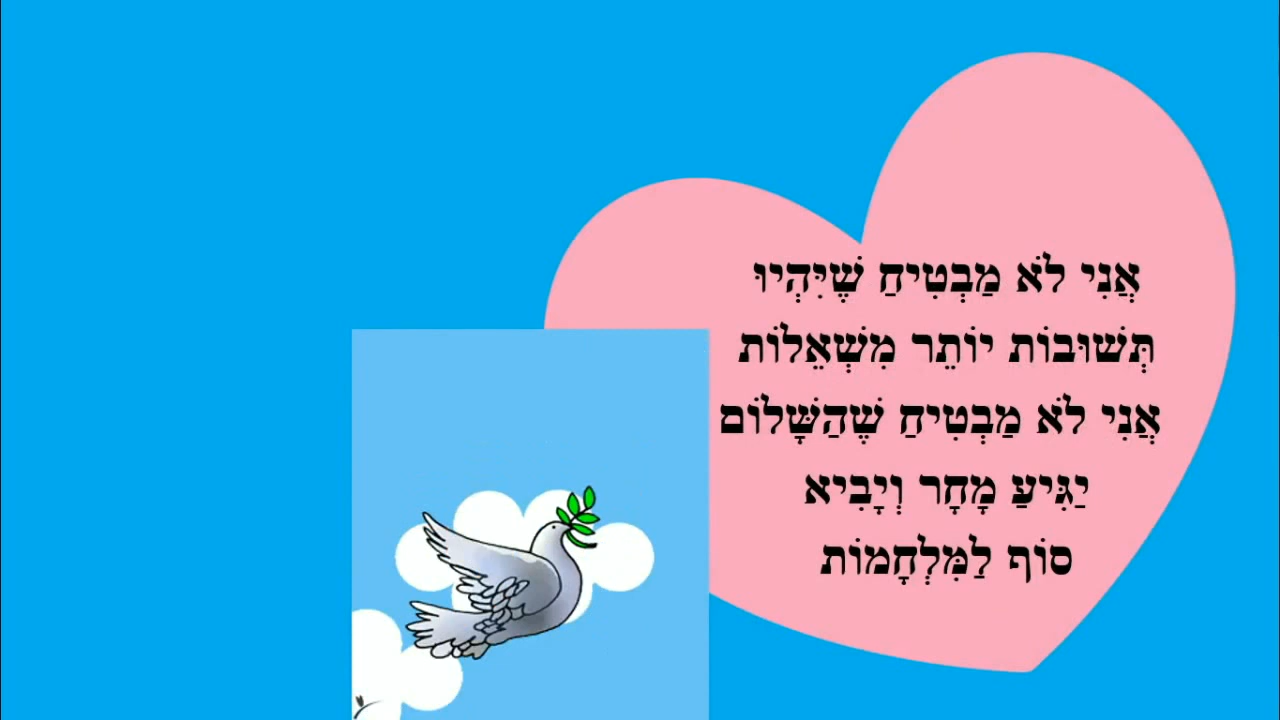 אֲנִי לֹא מַבְטִיחַ שֶׁיִּהְיוּ
תְּשׁוּבוֹת יוֹתֵר מִשְׁאֵלוֹת
אֲנִי לֹא מַבְטִיחַ שֶׁהַשָּׁלוֹם
יַגִּיעַ מָחָר וְיָבִיא
סוֹף לַמִּלְחָמוֹת